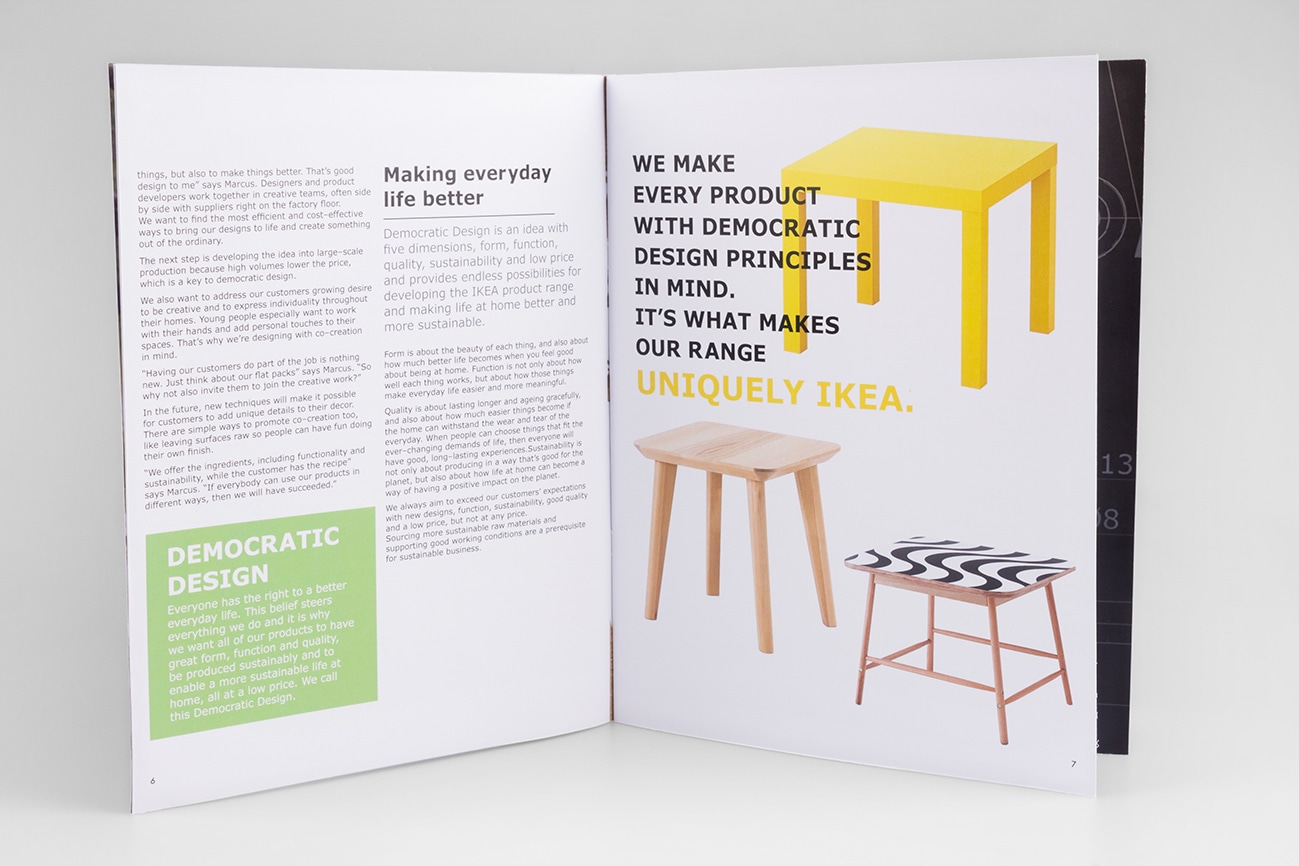 things, but also to make things better. That's good
design to me” says Marcus. Designers and product
developers work together in creative teams, often side
by side with suppliers right on the factory floor.
We want to find the most efficient and cost–effective
ways to bring our designs to life and create something
out of the ordinary.
The next step is developing the idea into large–scale
production because high volumes lower the price,
which is a key to democratic design.
We also want to address our customers growing desire
to be creative and to express individuality throughout
their homes. Young people especially want to work
with their hands and add personal touches to their
spaces. That's why we're designing with co–creation
in mind.
“Having our customers do part of the job is nothing
new. Just think about our flat packs” says Marcus. “So
why not also invite them to join the creative work?”
In the future, new techniques will make it possible
for customers to add unique details to their decor.
There are simple ways to promote co–creation too,
like leaving surfaces raw so people can have fun doing
their own finish.
“We offer the ingredients, including functionality and
sustainability, while the customer has the recipe”
says Marcus. “If everybody can use our products in
different ways, then we will have succeeded.”
DEMOCRATIC
DESIGN
Everyone has the right to a better
everyday life. This belief steers
everything we do and it is why
we want all of our products to have
great form, function and quality,
be produced sustainably and to
enable a more sustainable life at
home, all at a low price. We call
this Democratic Design.
6
Making everyday
life better
Democratic Design is an idea with
five dimensions, form, function,
quality, sustainability and low price
and provides endless possibilities for
developing the IKEA product range
and making life at home better and
more sustainable.
Form is about the beauty of each thing, and also about
how much better life becomes when you feel good
about being at home. Function is not only about how
well each thing works, but about how those things
make everyday life easier and more meaningful.
Quality is about lasting longer and ageing gracefully,
and also about how much easier things become if
the home can withstand the wear and tear of the
everyday. When people can choose things that fit the
ever–changing demands of life, then everyone will
have good, long–lasting experiences.Sustainability is
not only about producing in a way that's good for the
planet, but also about how life at home can become a
way of having a positive impact on the planet.
We always aim to exceed our customers' expectations
with new designs, function, sustainability, good quality
and a low price, but not at any price.
Sourcing more sustainable raw materials and
supporting good working conditions are a prerequisite
for sustainable business.
WE MAKE
EVERY PRODUCT
WITH DEMOCRATIC
DESIGN PRINCIPLES
IN MIND.
IT'S WHAT MAKES
OUR RANGE
UNIQUELY IKEA.
7
13
Ø8